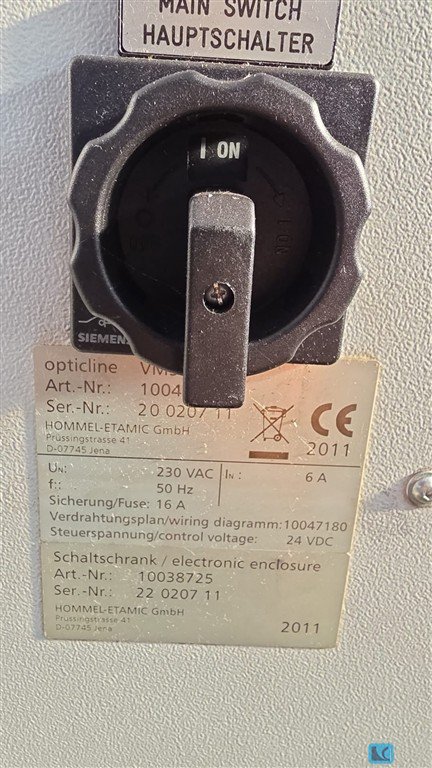 MAIN SWITCH
HAUPTSCHALTER
I ON
NO I
SIEMENS
opticline
Art.-Nr.:
Ser.-Nr.: 20 0207 11
HOMMEL-ETAMIC GmbH
Prüssingstrasse 41
D-07745 Jena
CE
2011
UN: 230 VAC IN : 6 A
f:: 50 Hz
Sicherung/Fuse: 16 A
Verdrahtungsplan/wiring diagramm:10047180
Steuerspannung/control voltage: 24 VDC
Schaltschrank / electronic enclosure
Art.-Nr.: 10038725
Ser.-Nr.: 22 0207 11
HOMMEL-ETAMIC GmbH
Prüssingstrasse 41
D-07745 Jena
2011